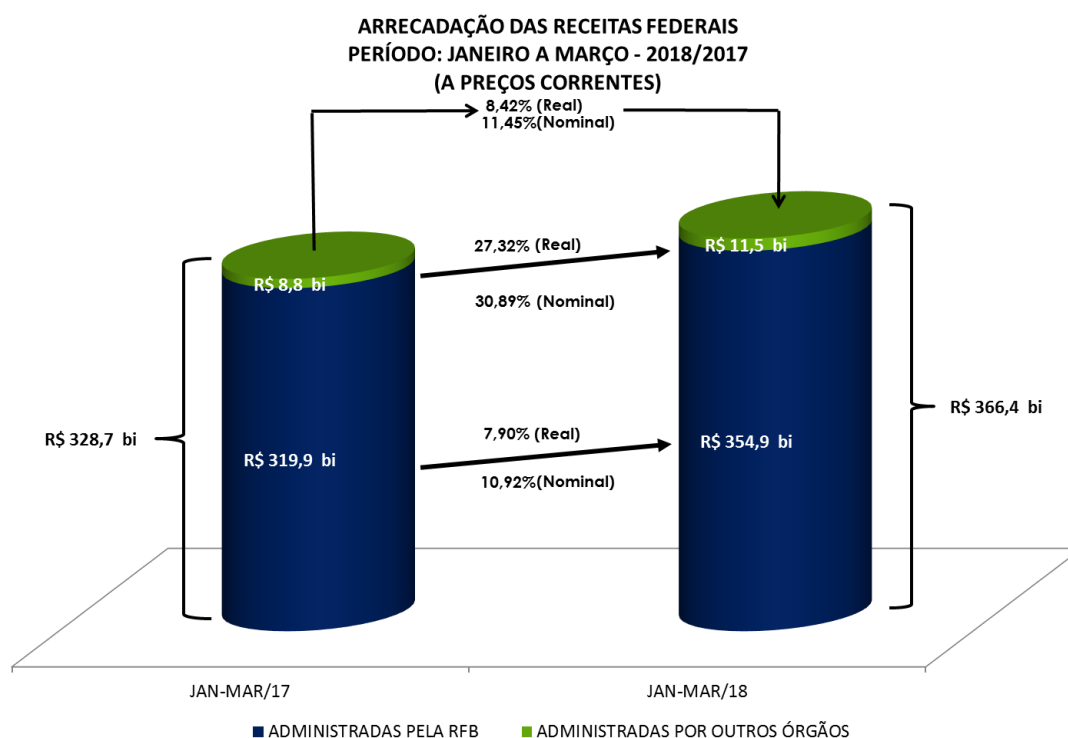 ARRECADAÇÃO DAS RECEITAS FEDERAIS
PERÍODO: JANEIRO A MARÇO - 2018/2017
(A PREÇOS CORRENTES)
8,42% (Real)
11,45%(Nominal)
27,32% (Real)
R$ 11,5 bi
R$ 8,8 bi
30,89% (Nominal)
R$ 366,4 bi
R$ 328,7 bi
7,90% (Real)
R$ 354,9 bi
R$ 319,9 bi
10,92%(Nominal)
JAN-MAR/17
JAN-MAR/18
ADMINISTRADAS PELA RFB
ADMINISTRADAS POR OUTROS ÓRGÃOS